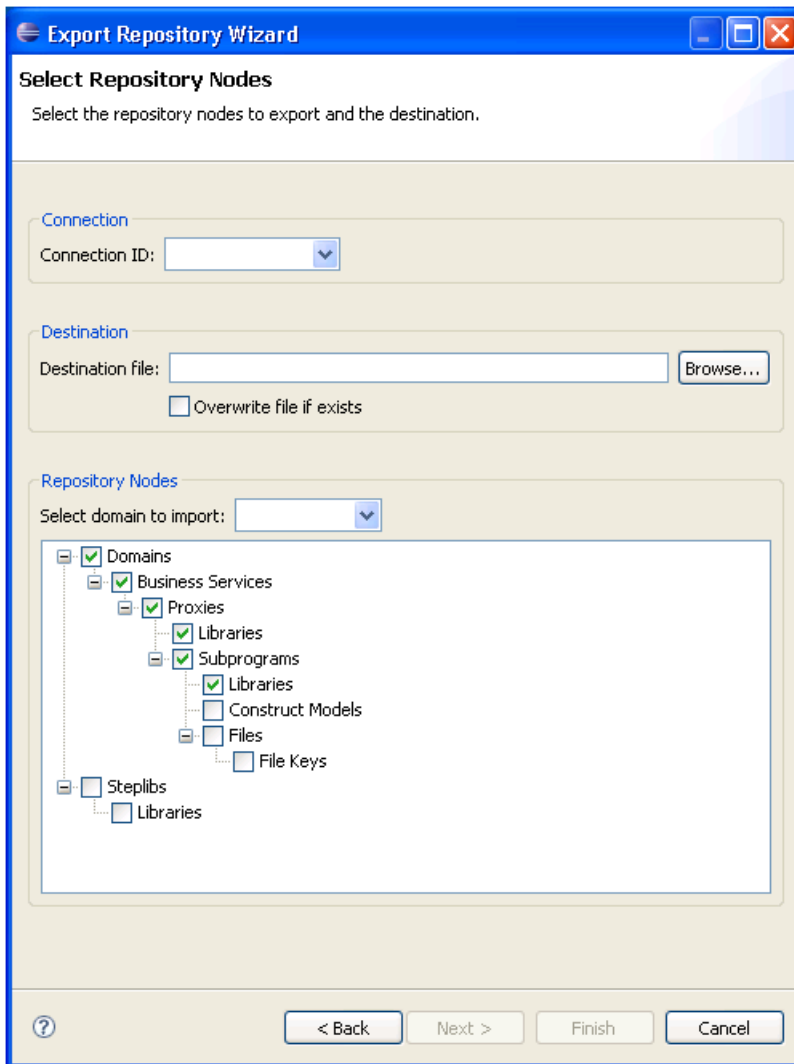 Export Repository Wizard
Select Repository Nodes
Select the repository nodes to export and the destination.
Connection
Connection ID:
Destination
Destination file:
Browse...
Overwrite file if exists
Repository Nodes
Select domain to import:
Domains
Business Services
Proxies
Libraries
Subprograms
Libraries
Construct Models
Files
File Keys
Steplibs
Libraries
? < Back Next > Finish Cancel